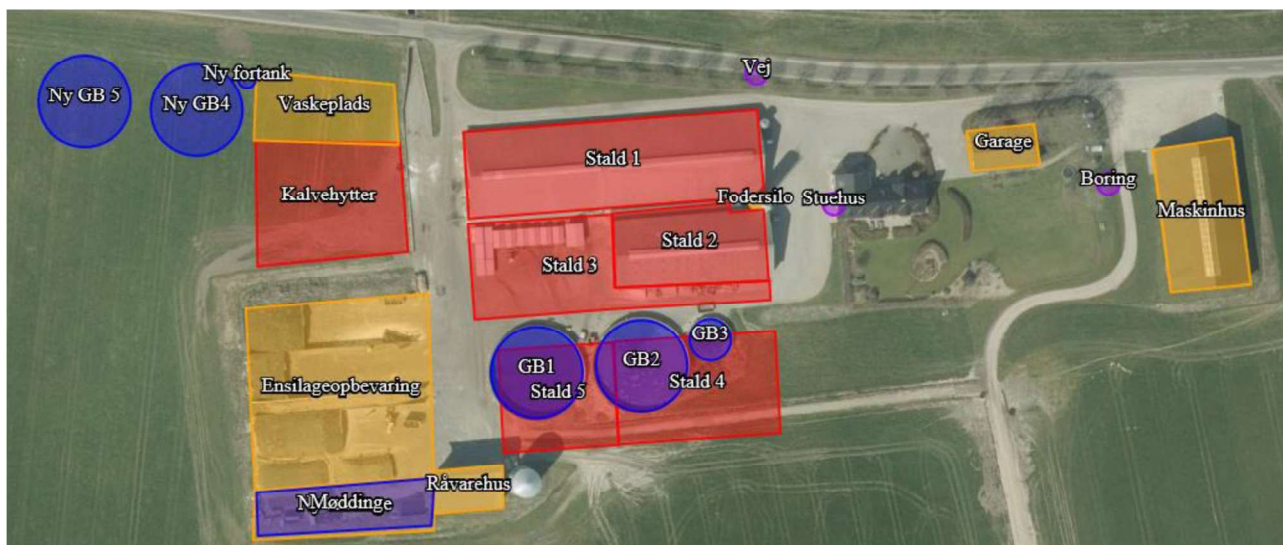 Vej
Ny fortank
Ny GB 5
Ny GB4
Vaskeplads
Garage
Stald 1
Boring
Kalvehytter
Fodersilo
Stuehus
Maskinhus
Stald 2
Stald 3
GB3
GB1
GB2
Stald 5
Stald 4
Ensilageopbevaring
Råvarehus
Møddinge